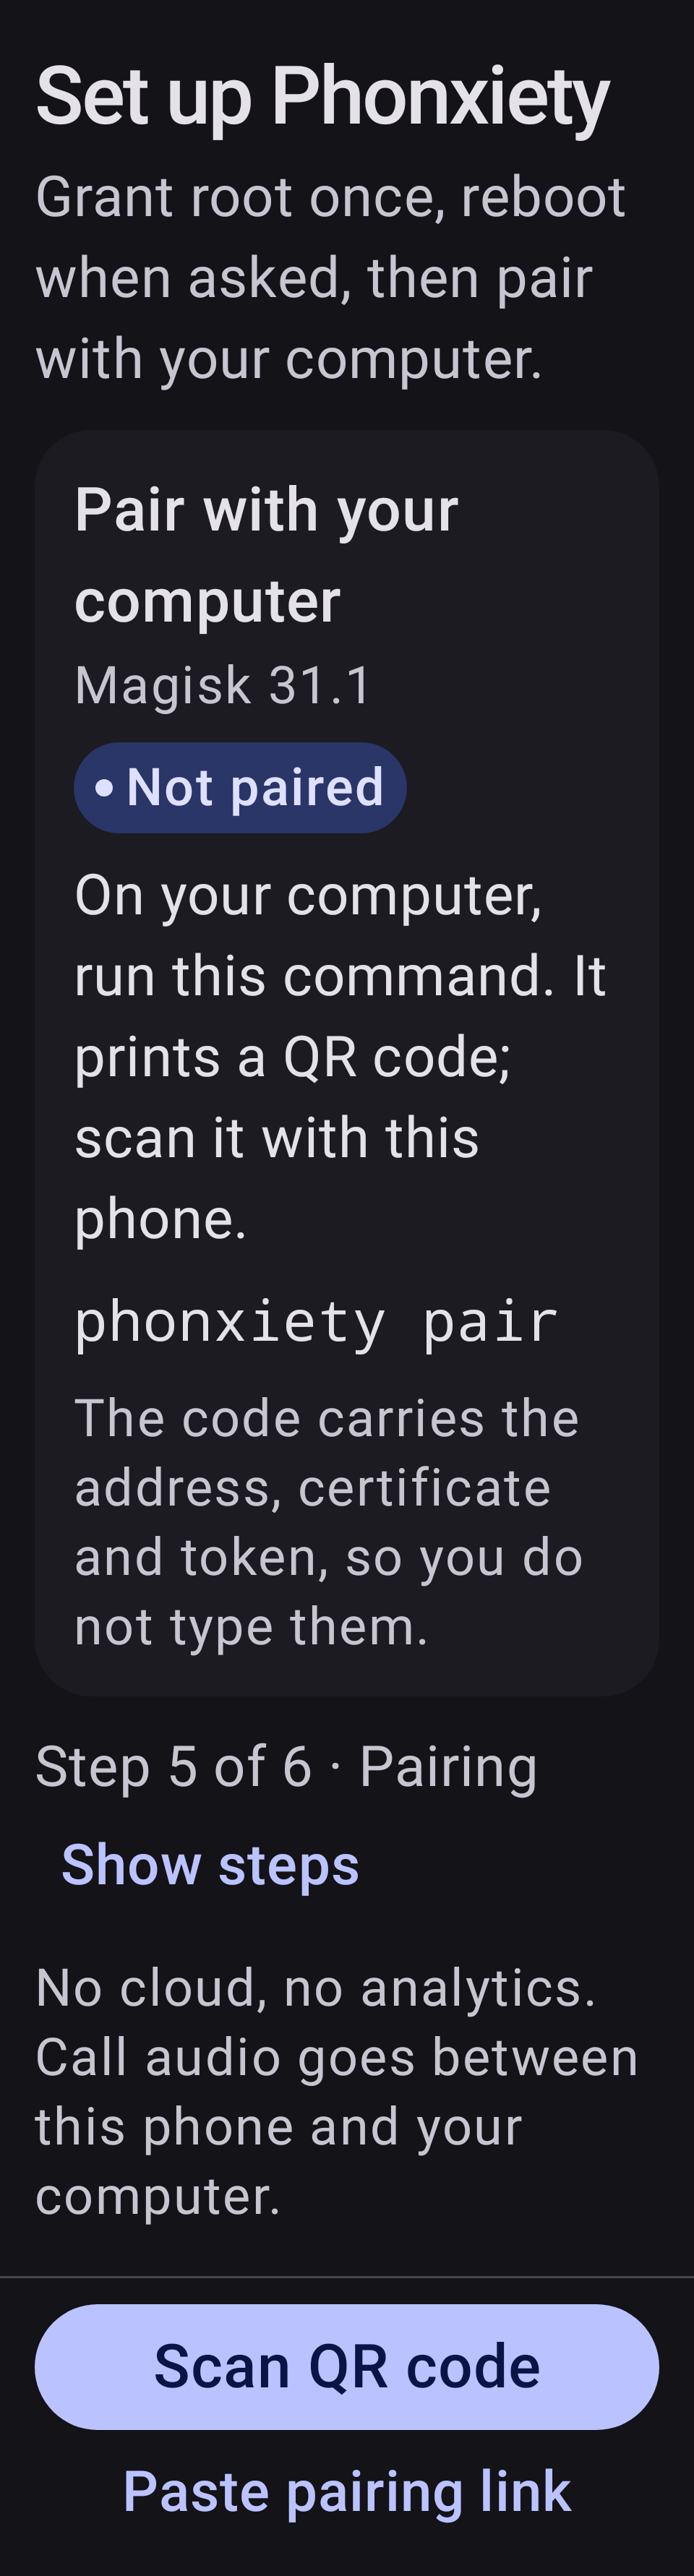 Set up Phonxiety
Grant root once, reboot
when asked, then pair
with your computer.
Pair with your
computer
Magisk 31.1
• Not paired
On your computer,
run this command. It
prints a QR code;
scan it with this
phone.
phonxiety pair
The code carries the
address, certificate
and token, so you do
not type them.
Step 5 of 6 · Pairing
Show steps
No cloud, no analytics.
Call audio goes between
this phone and your
computer.
Scan QR code
Paste pairing link